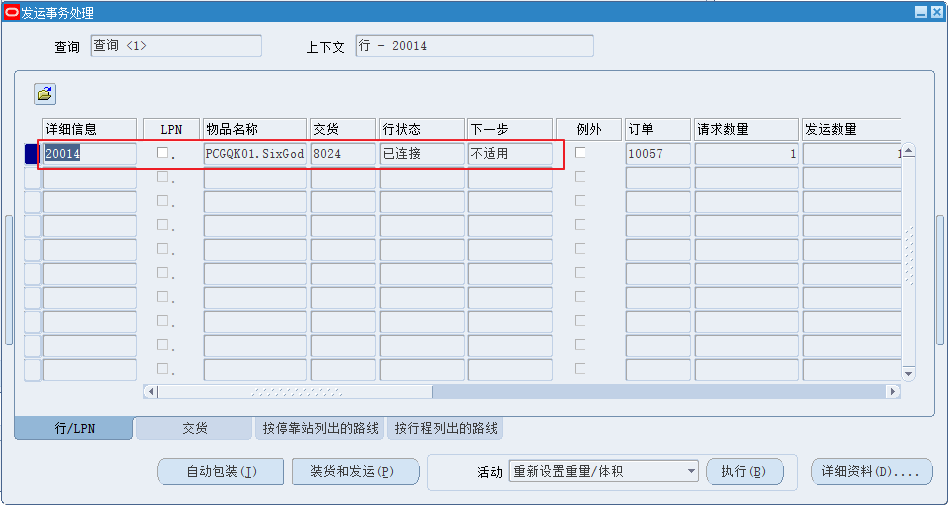 发运事务处理
查询 查询 <1> 上下文 行 - 20014
详细信息 LPN 物品名称 交货 行状态 下一步 例外 订单 请求数量 发运数量
20014 . PCGQK01.SixGod 8024 已连接 不适用 10057 1 1
.
.
.
.
.
.
.
.
.
行/LPN 交货 按停靠站列出的路线 按行程列出的路线
自动包装(I) 装货和发运(P) 活动 重新设置重量/体积 执行(B) 详细资料(D)....